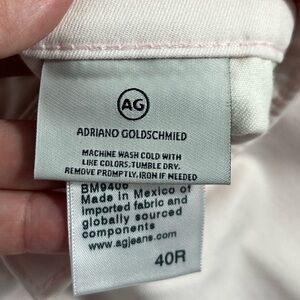 AG
ADRIANO GOLDSCHMIED
MACHINE WASH COLD WITH
LIKE COLORS.TUMBLE DRY.
REMOVE PROMPTLY,IRON IF NEEDED
BM9406
Made in Mexico of
imported fabric and
globally sourced
components
www.agjeans.com
40R